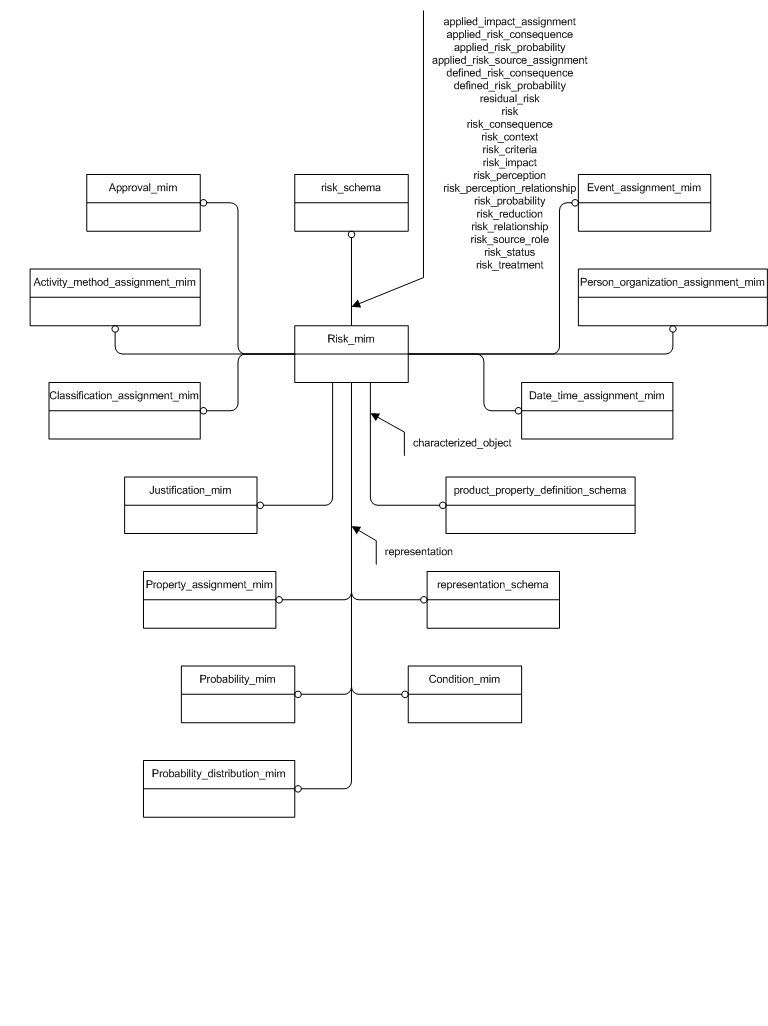 applied_impact_assignment
applied_risk_consequence
applied_risk_probability
applied_risk_source_assignment
defined_risk_consequence
defined_risk_probability
residual_risk
risk
risk_consequence
risk_context
risk_criteria
risk_impact
risk_perception
risk_perception_relationship
risk_probability
risk_reduction
risk_relationship
risk_source_role
risk_status
risk_treatment
Approval_mim
risk_schema
Event_assignment_mim
Activity_method_assignment_mim
Person_organization_assignment_mim
Risk_mim
Classification_assignment_mim
Date_time_assignment_mim
characterized_object
Justification_mim
product_property_definition_schema
representation
Property_assignment_mim
representation_schema
Probability_mim
Condition_mim
Probability_distribution_mim